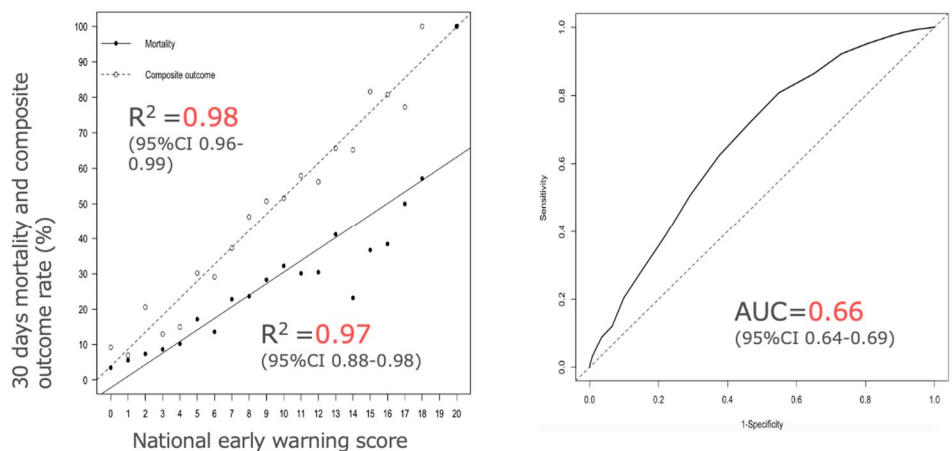 30 days mortality and composite
outcome rate (%)
100
90
80
70
60
50
40
30
20
10
0
Mortality
Composite outcome
R² =0.98
(95%CI 0.96-
0.99)
R² =0.97
(95%CI 0.88-0.98)
0 1 2 3 4 5 6 7 8 9 10 11 12 13 14 15 16 17 18 20
National early warning score
Sensitivity
1.0
0.8
0.6
0.4
0.2
0.0
AUC=0.66
(95%CI 0.64-0.69)
0.0 0.2 0.4 0.6 0.8 1.0
1-Specificity